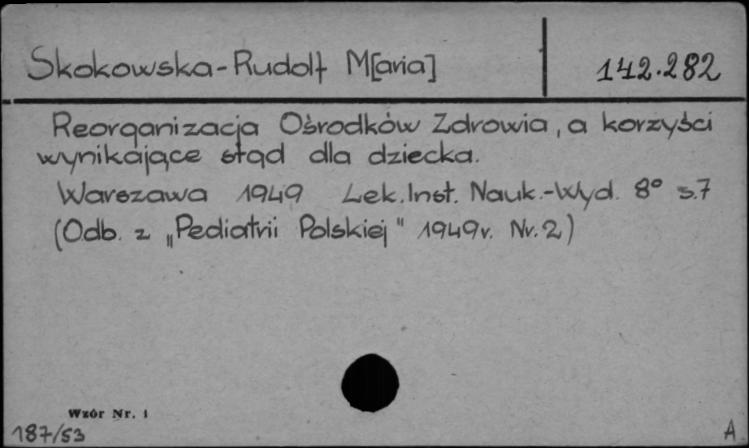 Skokowska-Rudolf M[aria]
142.282
Reorganizacja Ośrodków Zdrowia, a korzyści
wynikające stąd dla dziecka.
Warszawa 1949 Lek.Inst. Nauk.-Wyd. 8° s.7
(Odb. z „Pediatrii Polskiej" 1949r. Nr.2)
Wzór Nr. 1
187/53
A